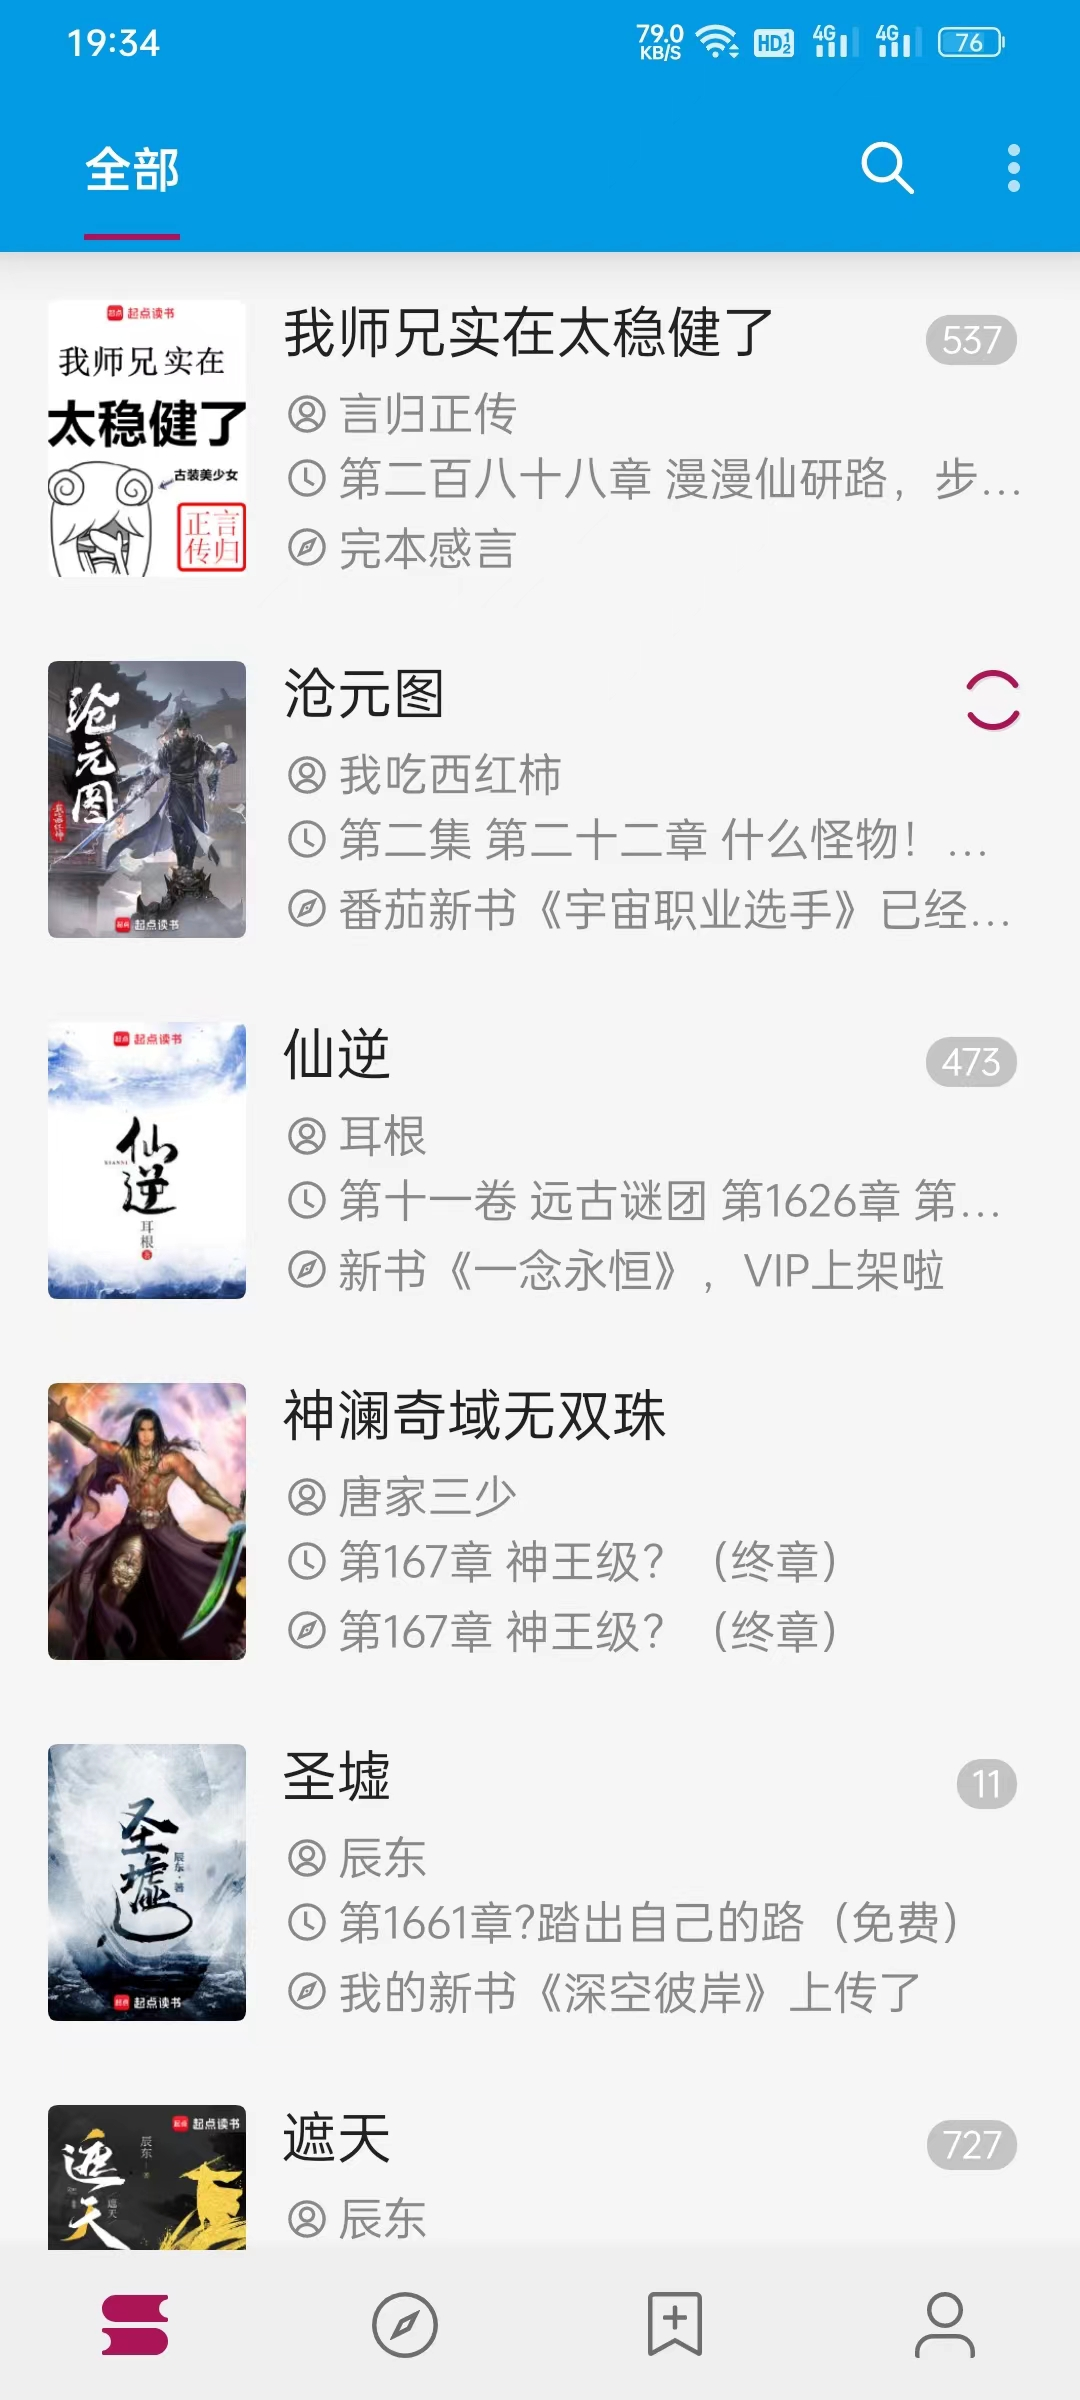 19:34
79.0
KB/S
HD 1 2
4G
4G
76
全部
起点读书
我师兄实在
太稳健了
古装美少女
正言
传归
我师兄实在太稳健了
537
言归正传
第二百八十八章 漫漫仙研路，步...
完本感言
沧元图
起点读书
沧元图
我吃西红柿
第二集 第二十二章 什么怪物！...
番茄新书《宇宙职业选手》已经...
起点读书
仙逆
XIANNI
耳根
仙逆
473
耳根
第十一卷 远古谜团 第1626章 第...
新书《一念永恒》，VIP上架啦
神澜奇域无双珠
唐家三少
第167章 神王级？（终章）
第167章 神王级？（终章）
圣墟
辰东·著
起点读书
圣墟
11
辰东
第1661章?踏出自己的路（免费）
我的新书《深空彼岸》上传了
起点读书
遮天
辰东
遮天
遮天
727
辰东